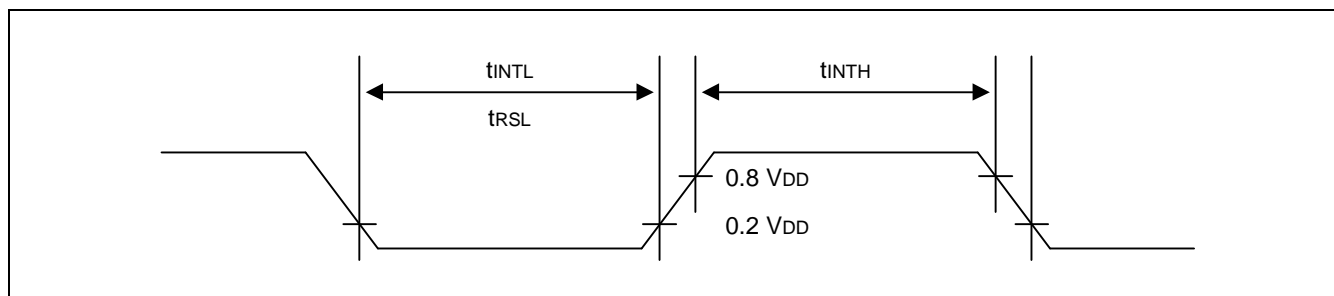 tINTL
tINTH
tRSL
0.8 VDD
0.2 VDD